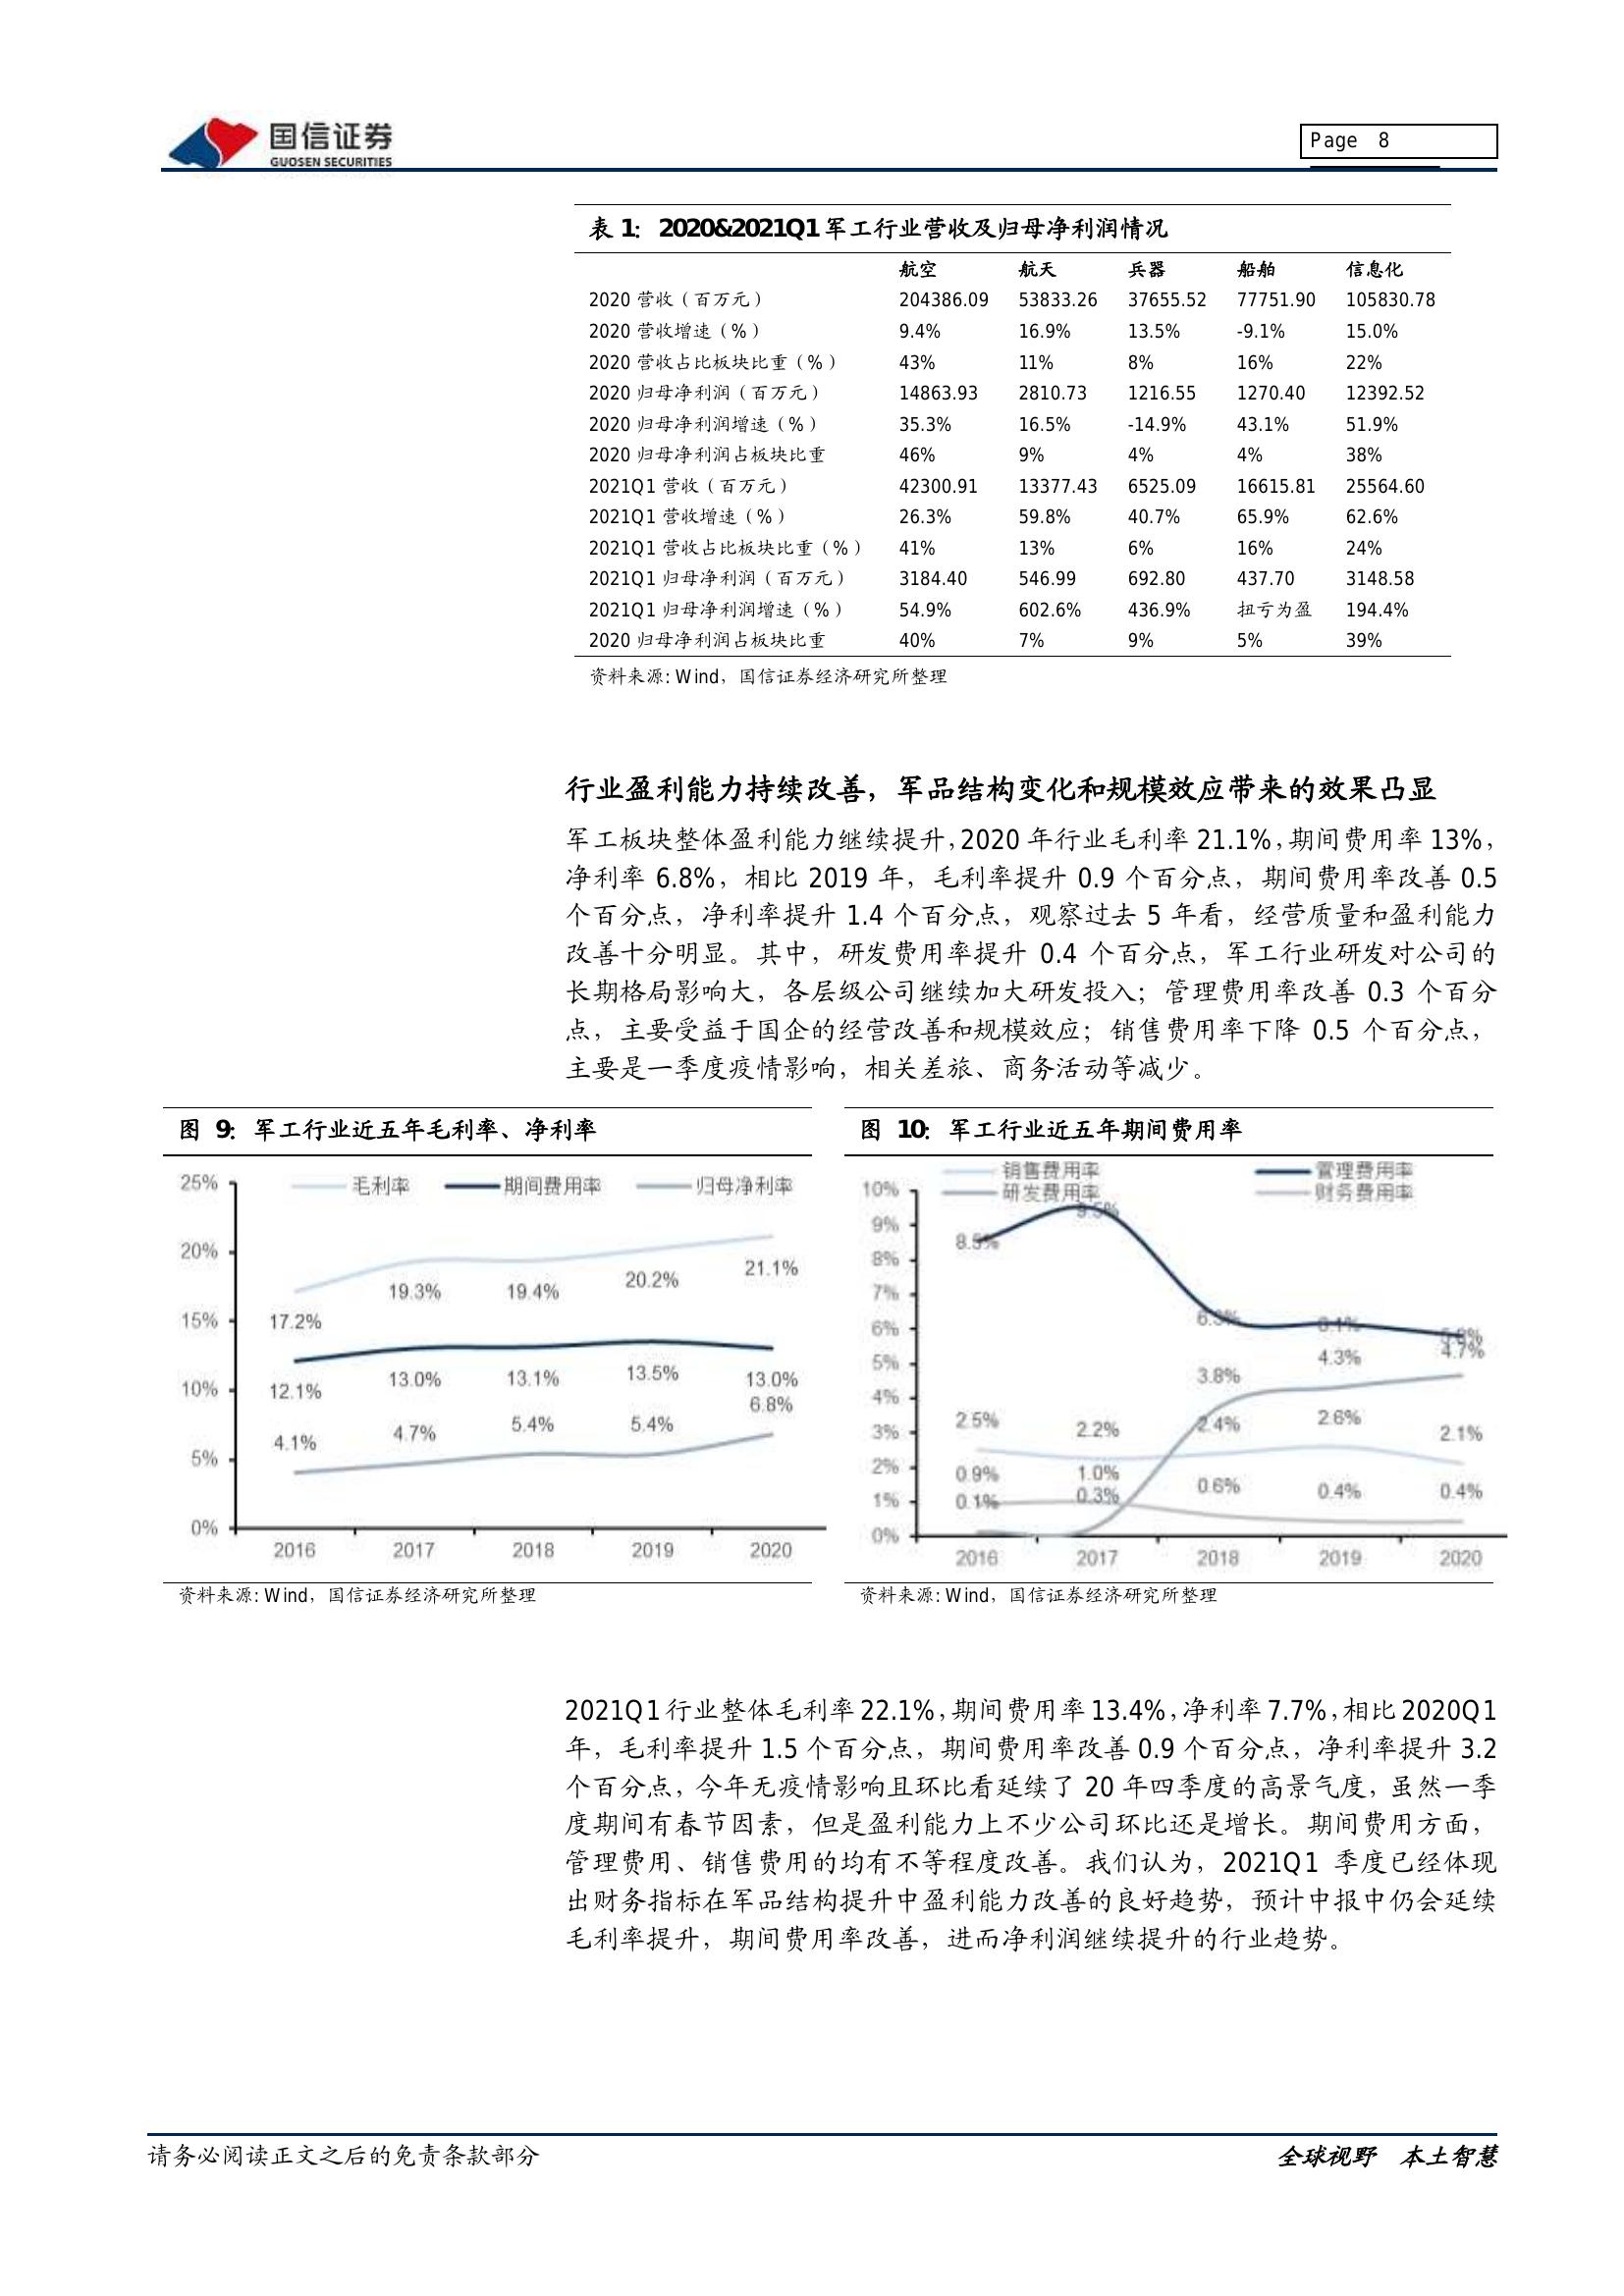 国信证券
GUOSEN SECURITIES
Page 8
表 1：2020&2021Q1 军工行业营收及归母净利润情况
航空 航天 兵器 船舶 信息化
2020 营收（百万元） 204386.09 53833.26 37655.52 77751.90 105830.78
2020 营收增速（%） 9.4% 16.9% 13.5% -9.1% 15.0%
2020 营收占比板块比重（%） 43% 11% 8% 16% 22%
2020 归母净利润（百万元） 14863.93 2810.73 1216.55 1270.40 12392.52
2020 归母净利润增速（%） 35.3% 16.5% -14.9% 43.1% 51.9%
2020 归母净利润占板块比重 46% 9% 4% 4% 38%
2021Q1 营收（百万元） 42300.91 13377.43 6525.09 16615.81 25564.60
2021Q1 营收增速（%） 26.3% 59.8% 40.7% 65.9% 62.6%
2021Q1 营收占比板块比重（%） 41% 13% 6% 16% 24%
2021Q1 归母净利润（百万元） 3184.40 546.99 692.80 437.70 3148.58
2021Q1 归母净利润增速（%） 54.9% 602.6% 436.9% 扭亏为盈 194.4%
2020 归母净利润占板块比重 40% 7% 9% 5% 39%
资料来源: Wind，国信证券经济研究所整理
行业盈利能力持续改善，军品结构变化和规模效应带来的效果凸显
军工板块整体盈利能力继续提升，2020 年行业毛利率 21.1%，期间费用率 13%，
净利率 6.8%，相比 2019 年，毛利率提升 0.9 个百分点，期间费用率改善 0.5
个百分点，净利率提升 1.4 个百分点，观察过去 5 年看，经营质量和盈利能力
改善十分明显。其中，研发费用率提升 0.4 个百分点，军工行业研发对公司的
长期格局影响大，各层级公司继续加大研发投入；管理费用率改善 0.3 个百分
点，主要受益于国企的经营改善和规模效应；销售费用率下降 0.5 个百分点，
主要是一季度疫情影响，相关差旅、商务活动等减少。
图 9：军工行业近五年毛利率、净利率
毛利率 期间费用率 归母净利率
25%
20%
15%
10%
5%
0%
17.2% 19.3% 19.4% 20.2% 21.1%
12.1% 13.0% 13.1% 13.5% 13.0%
4.1% 4.7% 5.4% 5.4% 6.8%
2016 2017 2018 2019 2020
资料来源: Wind，国信证券经济研究所整理
图 10：军工行业近五年期间费用率
销售费用率 管理费用率
研发费用率 财务费用率
10%
9%
8%
7%
6%
5%
4%
3%
2%
1%
0%
8.5% 9.5% 6.3% 6.1% 5.8%
3.8% 4.3% 4.7%
2.5% 2.2% 2.4% 2.6% 2.1%
0.9% 1.0% 0.6% 0.4% 0.4%
0.1% 0.3%
2016 2017 2018 2019 2020
资料来源: Wind，国信证券经济研究所整理
2021Q1 行业整体毛利率 22.1%，期间费用率 13.4%，净利率 7.7%，相比 2020Q1
年，毛利率提升 1.5 个百分点，期间费用率改善 0.9 个百分点，净利率提升 3.2
个百分点，今年无疫情影响且环比看延续了 20 年四季度的高景气度，虽然一季
度期间有春节因素，但是盈利能力上不少公司环比还是增长。期间费用方面，
管理费用、销售费用的均有不等程度改善。我们认为，2021Q1 季度已经体现
出财务指标在军品结构提升中盈利能力改善的良好趋势，预计中报中仍会延续
毛利率提升，期间费用率改善，进而净利润继续提升的行业趋势。
请务必阅读正文之后的免责条款部分
全球视野 本土智慧